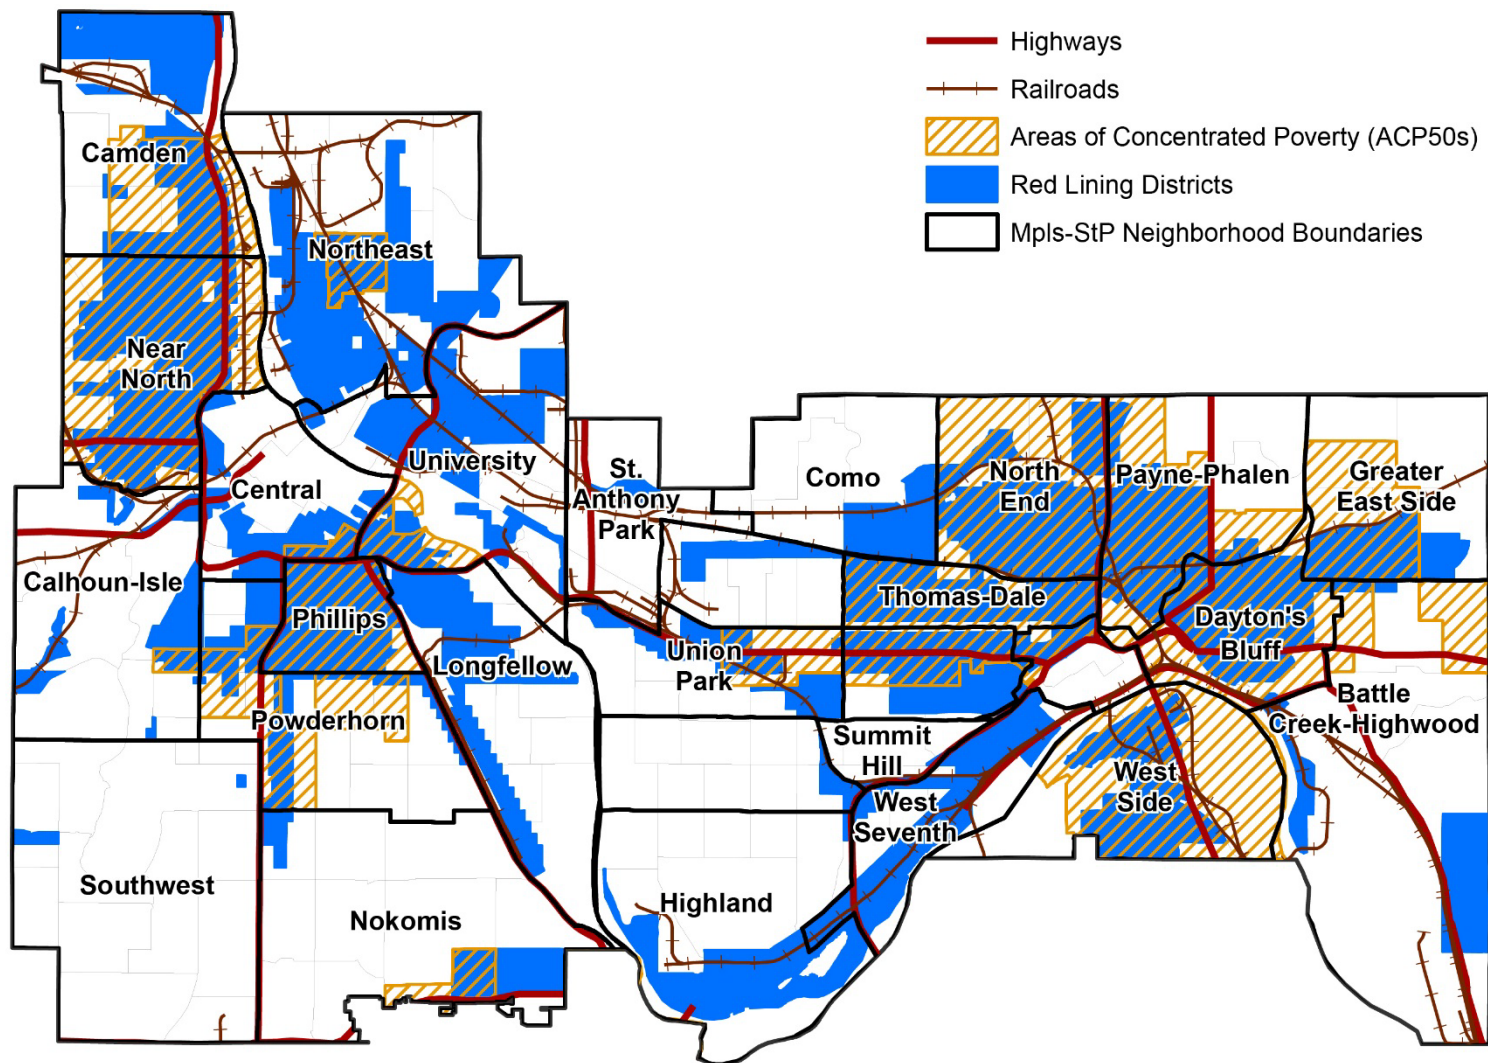 Highways
Railroads
Areas of Concentrated Poverty (ACP50s)
Red Lining Districts
Mpls-StP Neighborhood Boundaries
Camden
Northeast
Near
North
Central
University
St.
Anthony
Park
Como
North
End
Payne-Phalen
Greater
East Side
Calhoun-Isle
Phillips
Longfellow
Thomas-Dale
Dayton's
Bluff
Union
Park
Powderhorn
Battle
Creek-Highwood
Summit
Hill
West
Side
West
Seventh
Southwest
Nokomis
Highland